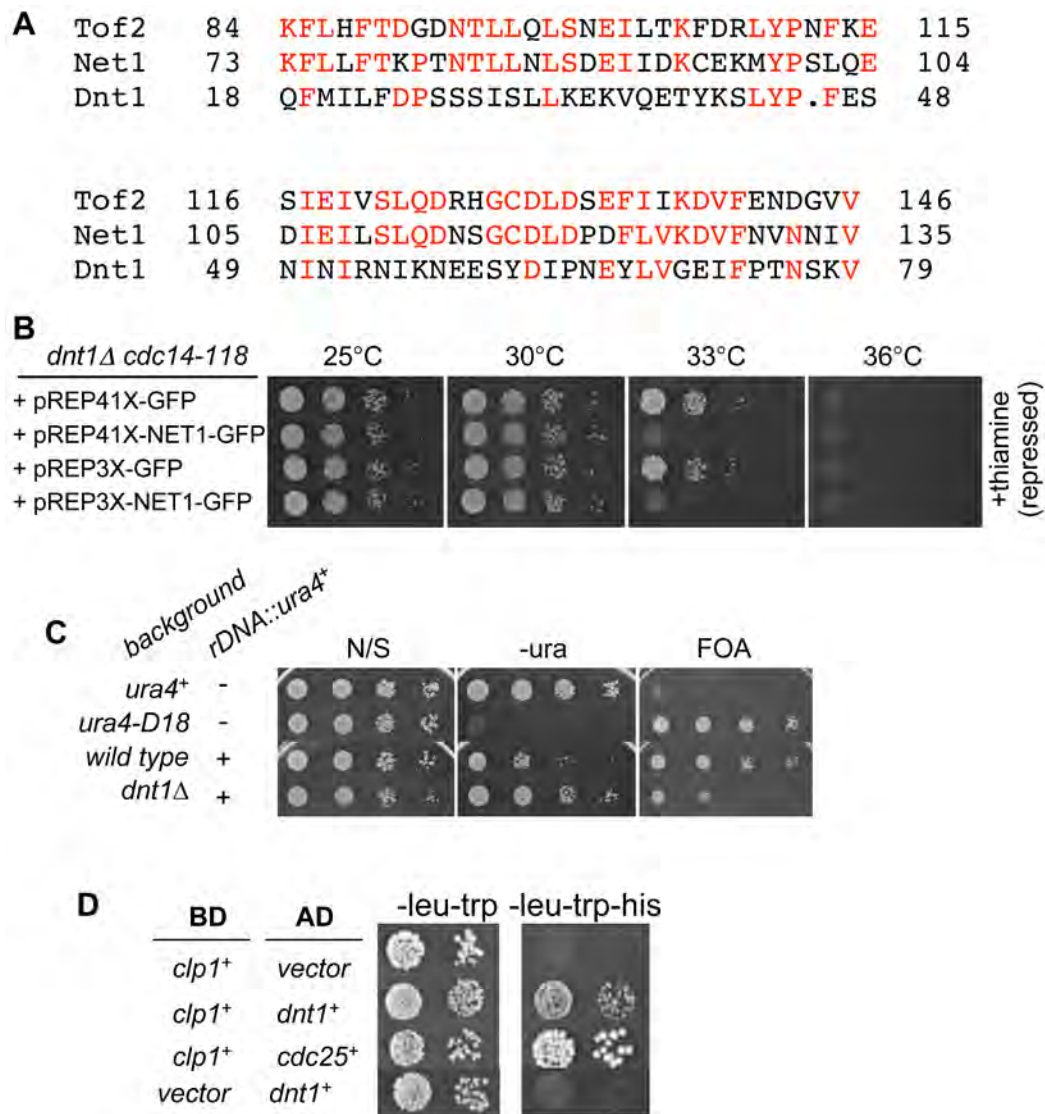 A
Tof2 84 KFLHFTDGDNTLLQLSNEILTKFDRLYPNFKE 115
Net1 73 KFLLFTKPTNTLLNLSDEIIDKCEKMYPSLQE 104
Dnt1 18 QFMILFDPSSSISLLKEKVQETYKSLYP.FES 48
Tof2 116 SIEIVSLQDRHGCDLDSEFIIKDVFENDGVV 146
Net1 105 DIEILSLQDNSGCDLDPDFLVKDVFNVNNIV 135
Dnt1 49 NINIRNIKNEESYDIPNEYLVGEIFPTNSKV 79
B
dnt1Δ cdc14-118 25°C 30°C 33°C 36°C
+ pREP41X-GFP
+ pREP41X-NET1-GFP
+ pREP3X-GFP
+ pREP3X-NET1-GFP
+thiamine
(repressed)
C
background
rDNA::ura4⁺
N/S -ura FOA
ura4⁺ -
ura4-D18 -
wild type +
dnt1Δ +
D
BD AD -leu-trp -leu-trp-his
clp1⁺ vector
clp1⁺ dnt1⁺
clp1⁺ cdc25⁺
vector dnt1⁺